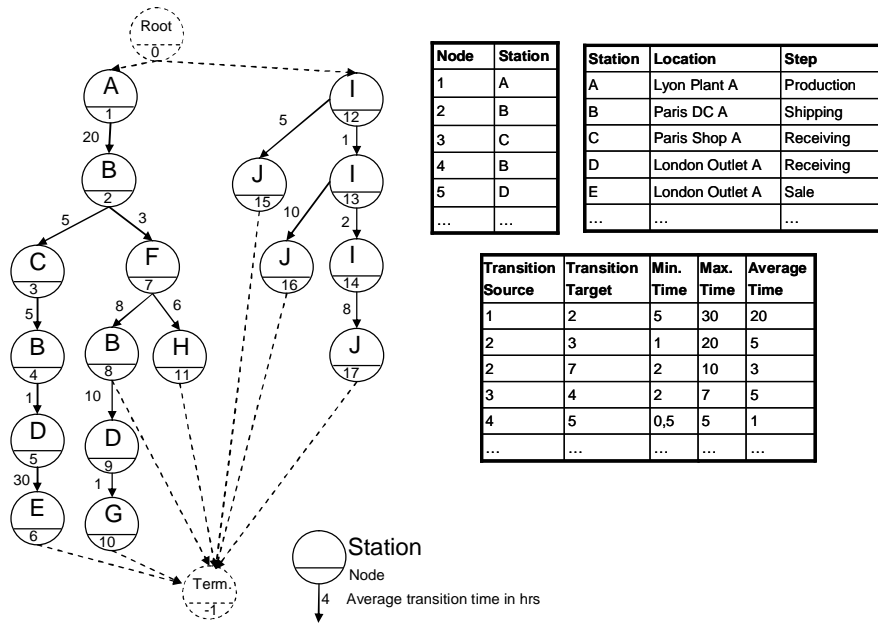 Root
0
A
1
I
12
20
5
1
B
2
J
15
I
13
5
3
10
2
C
3
F
7
J
16
I
14
5
8
6
8
B
4
B
8
H
11
J
17
1
10
D
5
D
9
30
1
E
6
G
10
Term.
-1
Station
Node
4 Average transition time in hrs
Node Station
1 A
2 B
3 C
4 B
5 D
... ...
Station Location Step
A Lyon Plant A Production
B Paris DC A Shipping
C Paris Shop A Receiving
D London Outlet A Receiving
E London Outlet A Sale
... ... ...
Transition Source Transition Target Min. Time Max. Time Average Time
1 2 5 30 20
2 3 1 20 5
2 7 2 10 3
3 4 2 7 5
4 5 0,5 5 1
... ... ... ... ...